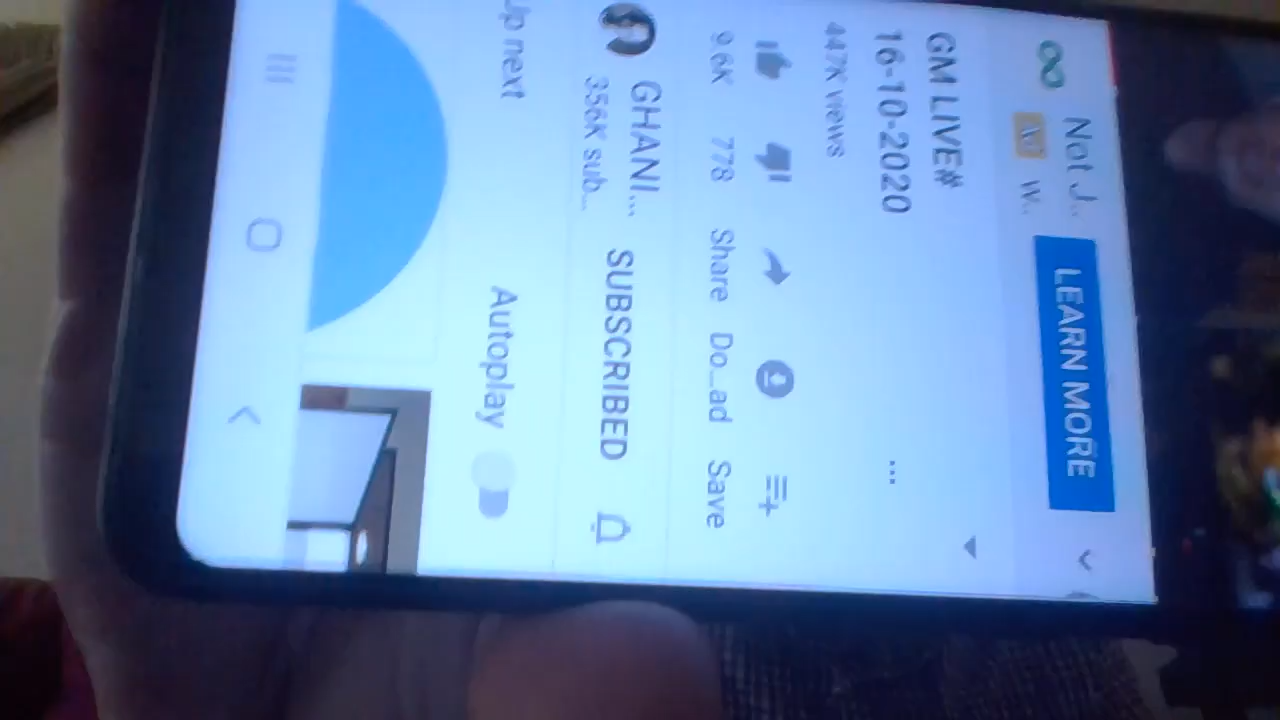 Not J..
Ad W..
LEARN MORE
GM LIVE#
16-10-2020
447K views
9.6K 778 Share Do...ad Save
GHANI...
356K sub...
SUBSCRIBED
Up next
Autoplay